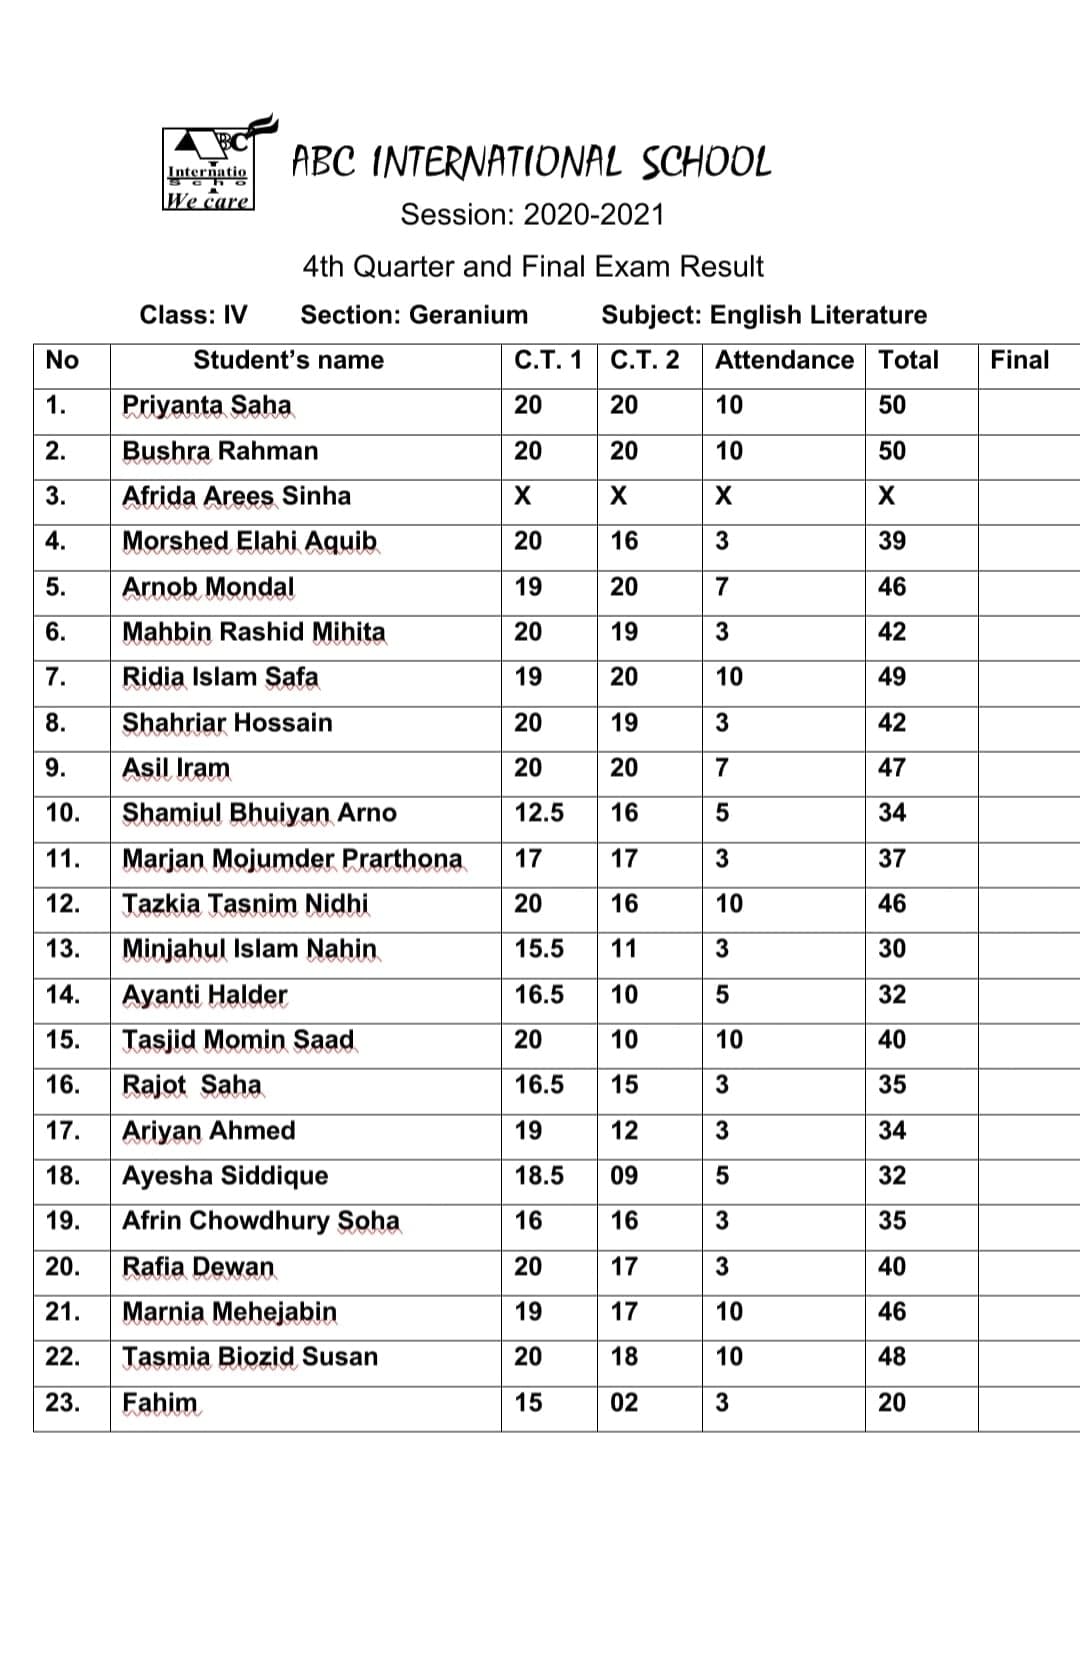 ABC
Internatio
S c h o
We care
ABC INTERNATIONAL SCHOOL
Session: 2020-2021
4th Quarter and Final Exam Result
Class: IV Section: Geranium Subject: English Literature
No Student’s name C.T. 1 C.T. 2 Attendance Total Final
1. Priyanta Saha 20 20 10 50
2. Bushra Rahman 20 20 10 50
3. Afrida Arees Sinha X X X X
4. Morshed Elahi Aquib 20 16 3 39
5. Arnob Mondal 19 20 7 46
6. Mahbin Rashid Mihita 20 19 3 42
7. Ridia Islam Safa 19 20 10 49
8. Shahriar Hossain 20 19 3 42
9. Asil Iram 20 20 7 47
10. Shamiul Bhuiyan Arno 12.5 16 5 34
11. Marjan Mojumder Prarthona 17 17 3 37
12. Tazkia Tasnim Nidhi 20 16 10 46
13. Minjahul Islam Nahin 15.5 11 3 30
14. Ayanti Halder 16.5 10 5 32
15. Tasjid Momin Saad 20 10 10 40
16. Rajot Saha 16.5 15 3 35
17. Ariyan Ahmed 19 12 3 34
18. Ayesha Siddique 18.5 09 5 32
19. Afrin Chowdhury Soha 16 16 3 35
20. Rafia Dewan 20 17 3 40
21. Marnia Mehejabin 19 17 10 46
22. Tasmia Biozid Susan 20 18 10 48
23. Fahim 15 02 3 20